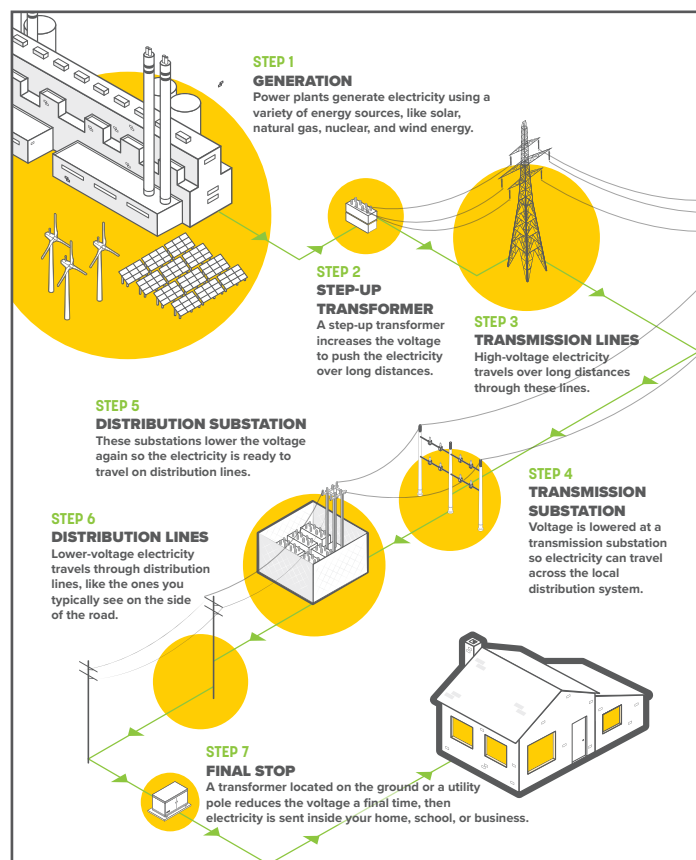 STEP 1
GENERATION
Power plants generate electricity using a
variety of energy sources, like solar,
natural gas, nuclear, and wind energy.
STEP 2
STEP-UP
TRANSFORMER
A step-up transformer
increases the voltage
to push the electricity
over long distances.
STEP 3
TRANSMISSION LINES
High-voltage electricity
travels over long distances
through these lines.
STEP 4
TRANSMISSION
SUBSTATION
Voltage is lowered at a
transmission substation
so electricity can travel
across the local
distribution system.
STEP 5
DISTRIBUTION SUBSTATION
These substations lower the voltage
again so the electricity is ready to
travel on distribution lines.
STEP 6
DISTRIBUTION LINES
Lower-voltage electricity
travels through distribution
lines, like the ones you
typically see on the side
of the road.
STEP 7
FINAL STOP
A transformer located on the ground or a utility
pole reduces the voltage a final time, then
electricity is sent inside your home, school, or business.